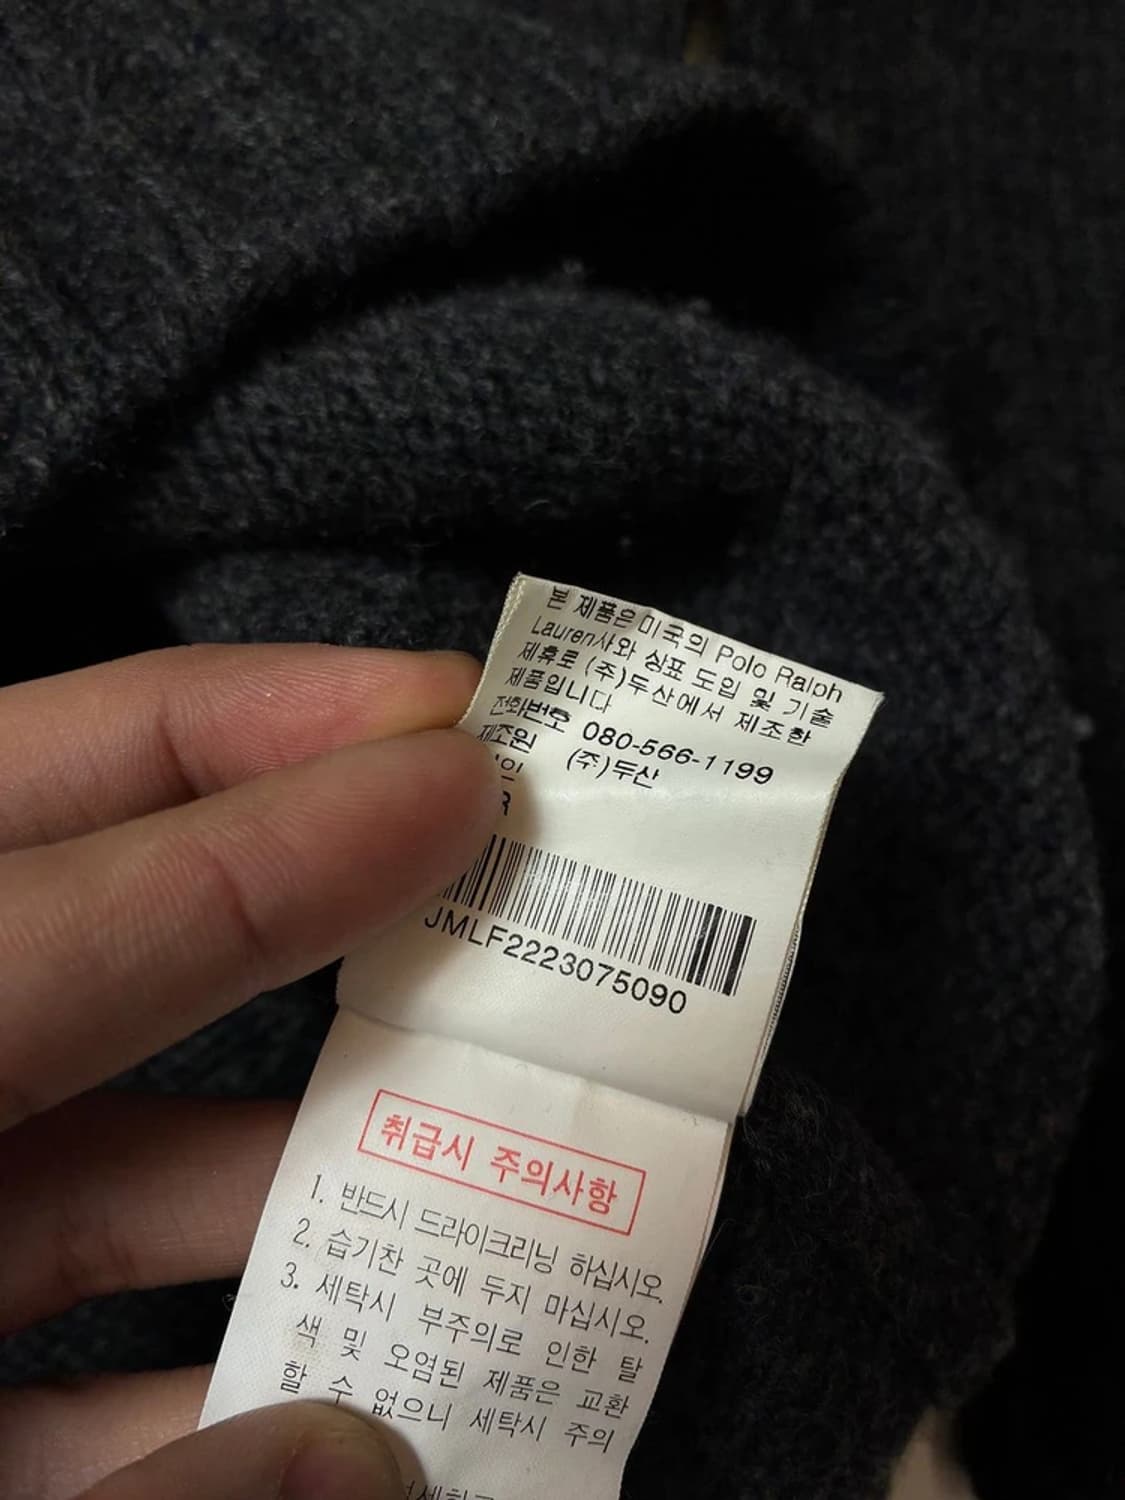 본 제품은 미국의 Polo Ralph
Lauren사와 상표 도입 및 기술
제휴로 (주)두산에서 제조한
제품입니다
전화번호 080-566-1199
제조원 (주)두산
JMLF2223075090
취급시 주의사항
1. 반드시 드라이크리닝 하십시오.
2. 습기찬 곳에 두지 마십시오.
3. 세탁시 부주의로 인한 탈
색 및 오염된 제품은 교환
할 수 없으니 세탁시 주의